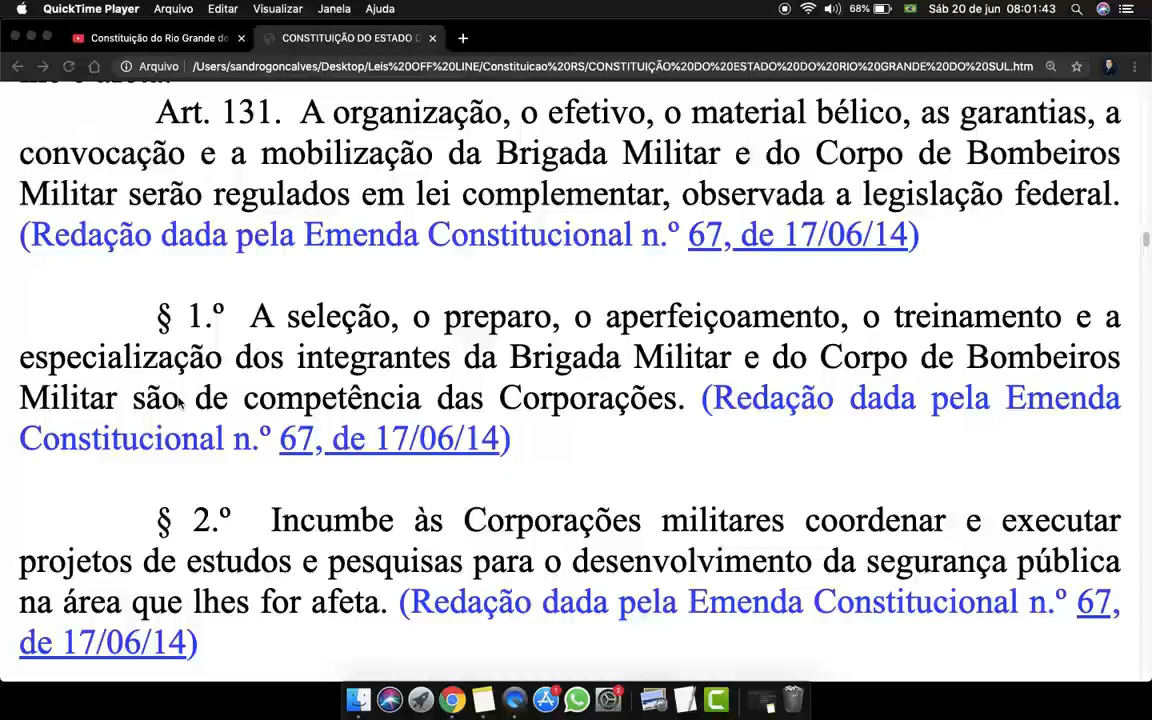 QuickTime Player Arquivo Editar Visualizar Janela Ajuda 68% Sáb 20 de jun 08:01:43
Constituição do Rio Grande do × CONSTITUIÇÃO DO ESTADO D × +
Arquivo /Users/sandrogoncalves/Desktop/Leis%20OFF%20LINE/Constituicao%20RS/CONSTITUIÇÃO%20DO%20ESTADO%20DO%20RIO%20GRANDE%20DO%20SUL.htm
Art. 131. A organização, o efetivo, o material bélico, as garantias, a
convocação e a mobilização da Brigada Militar e do Corpo de Bombeiros
Militar serão regulados em lei complementar, observada a legislação federal.
(Redação dada pela Emenda Constitucional n.º 67, de 17/06/14)
§ 1.º A seleção, o preparo, o aperfeiçoamento, o treinamento e a
especialização dos integrantes da Brigada Militar e do Corpo de Bombeiros
Militar são de competência das Corporações. (Redação dada pela Emenda
Constitucional n.º 67, de 17/06/14)
§ 2.º Incumbe às Corporações militares coordenar e executar
projetos de estudos e pesquisas para o desenvolvimento da segurança pública
na área que lhes for afeta. (Redação dada pela Emenda Constitucional n.º 67,
de 17/06/14)